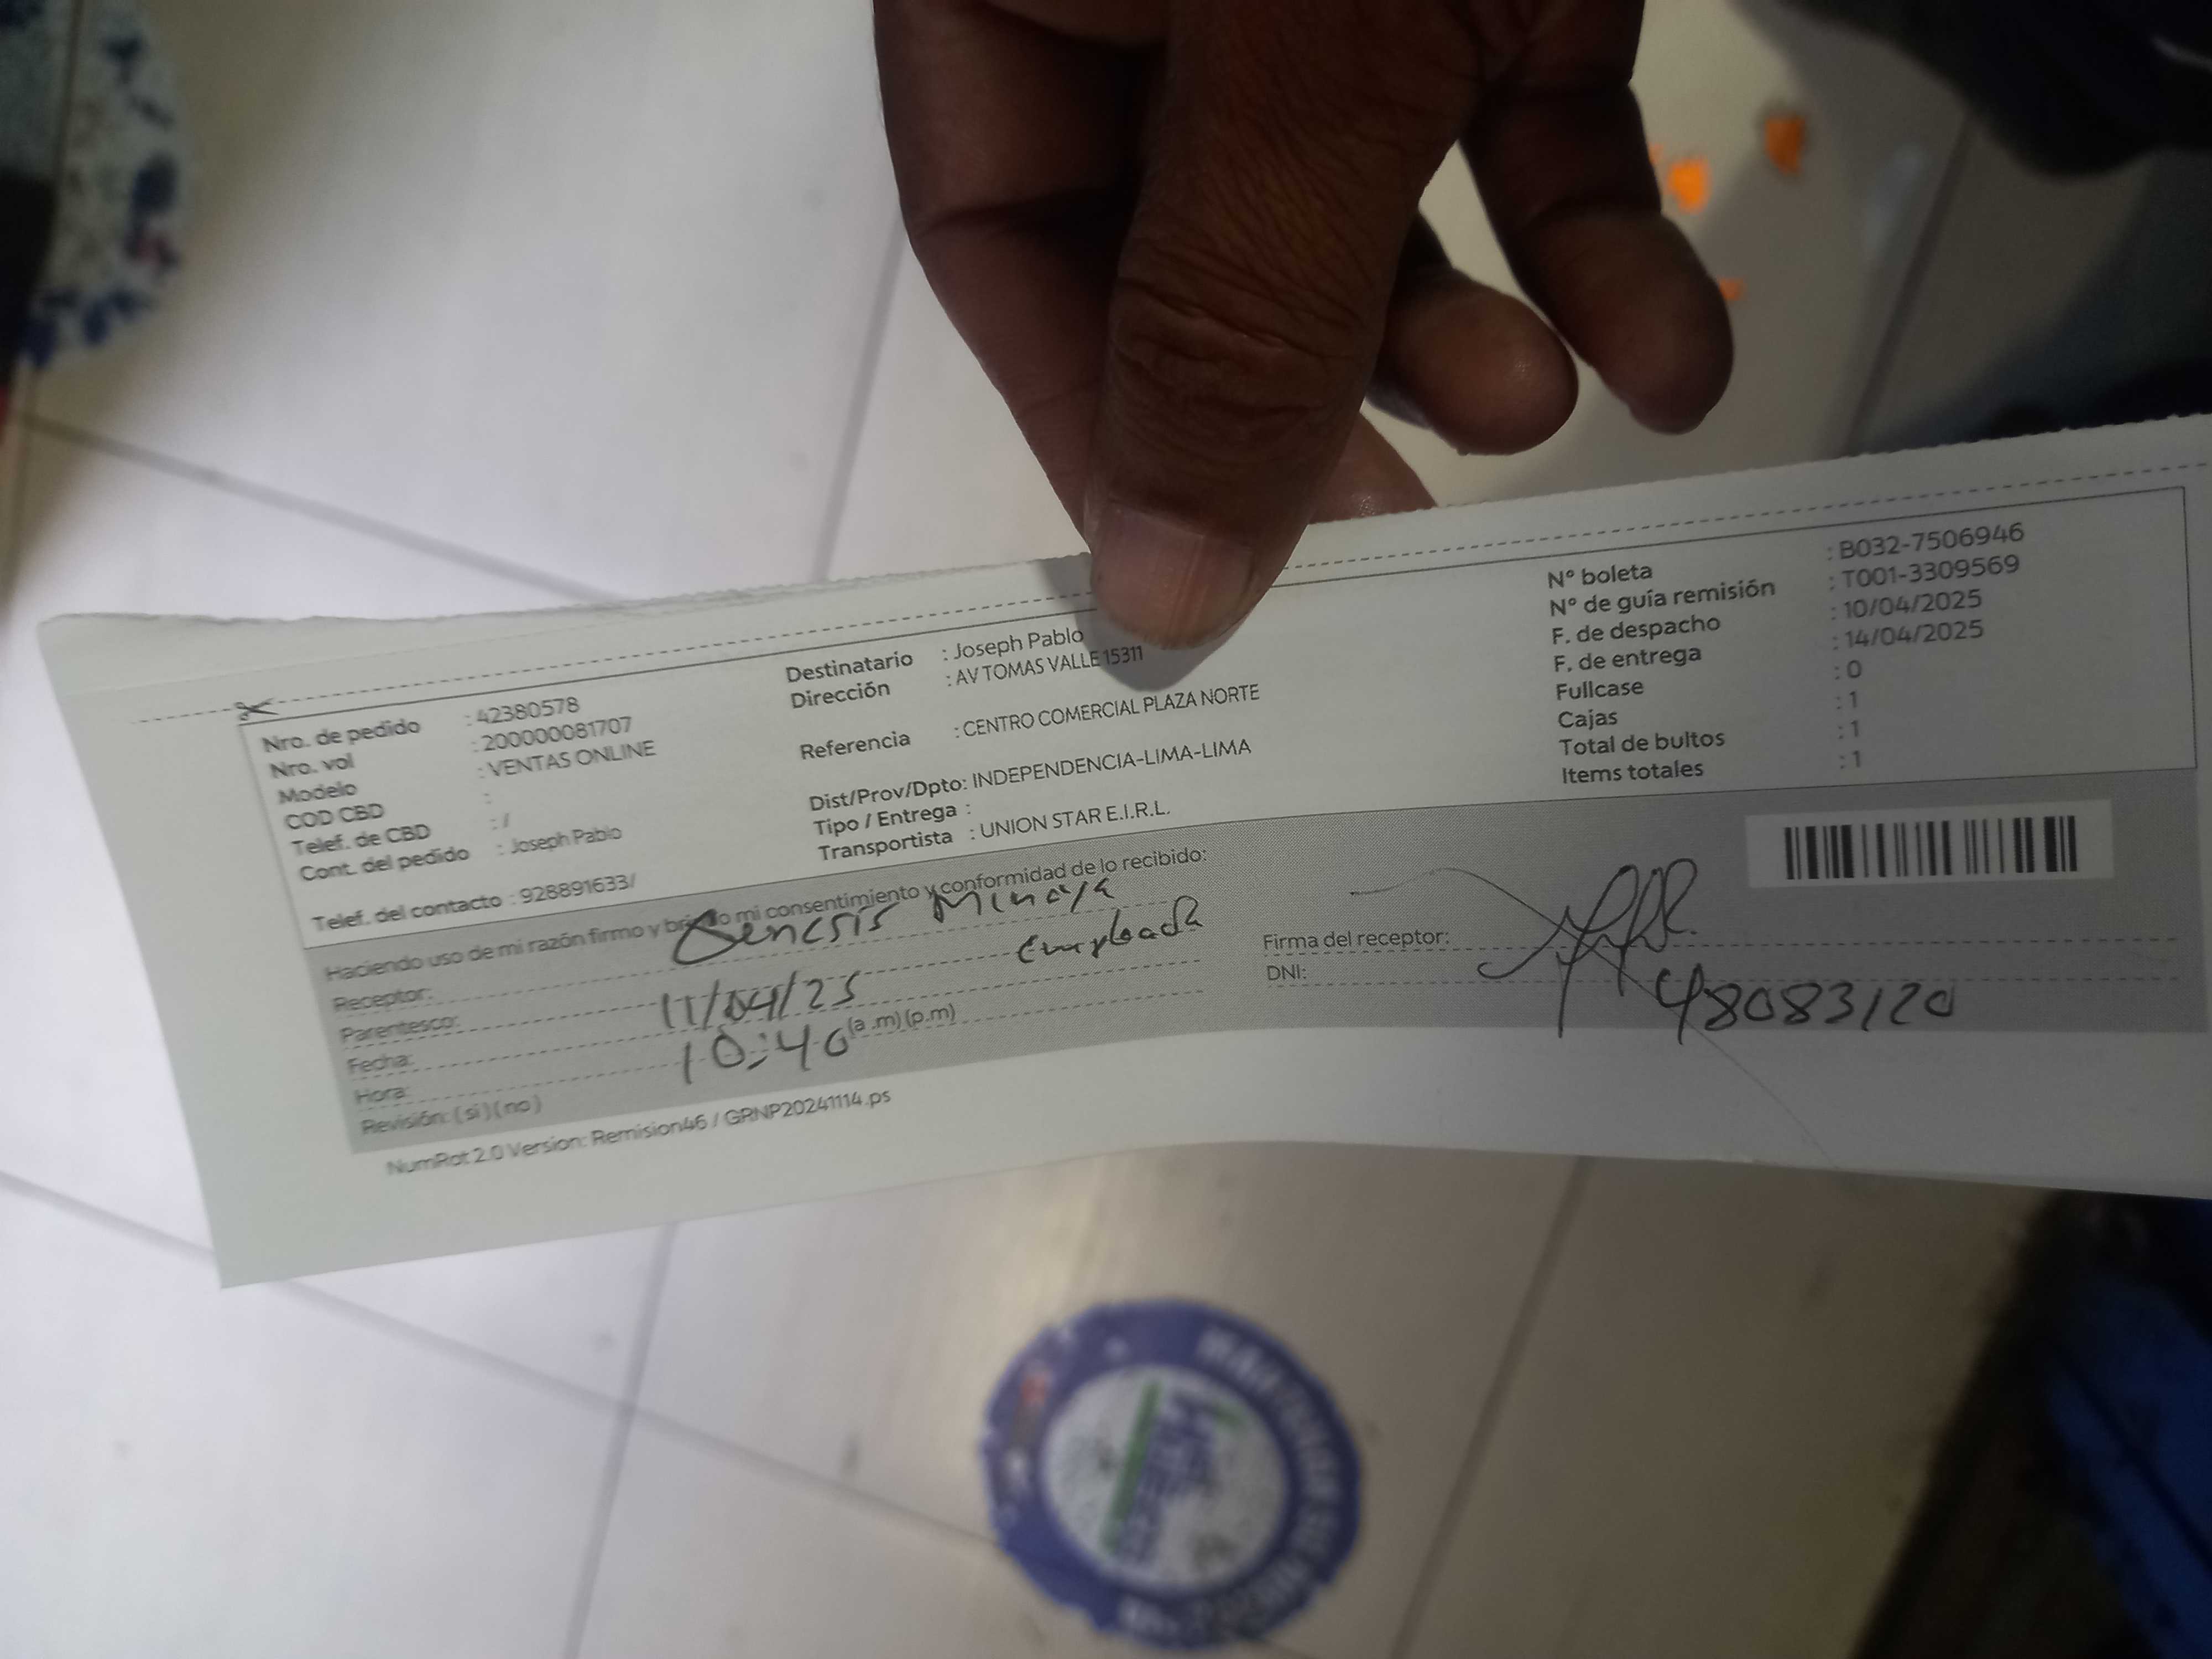 Nro. de pedido : 42380578
Nro. vol : 200000081707
Modelo : VENTAS ONLINE
COD CBD :
Telef. de CBD : /
Cont. del pedido : Joseph Pablo
Telef. del contacto : 928891633/
Destinatario : Joseph Pablo
Dirección : AV TOMAS VALLE 15311
Referencia : CENTRO COMERCIAL PLAZA NORTE
Dist/Prov/Dpto: INDEPENDENCIA-LIMA-LIMA
Tipo / Entrega :
Transportista : UNION STAR E.I.R.L.
N° boleta : B032-7506946
N° de guía remisión : T001-3309569
F. de despacho : 10/04/2025
F. de entrega : 14/04/2025
Fullcase : 0
Cajas : 1
Total de bultos : 1
Items totales : 1
Haciendo uso de mi razón firmo y brindo mi consentimiento y conformidad de lo recibido:
Receptor: Genesis Minaya
Parentesco: Empleada
Fecha: 11/04/25
Hora: 10:40 (a .m) (p.m)
Revisión: ( si ) ( no )
Firma del receptor:
DNI: 48083120
NumRot 2.0 Version: Remision46 / GRNP20241114.ps